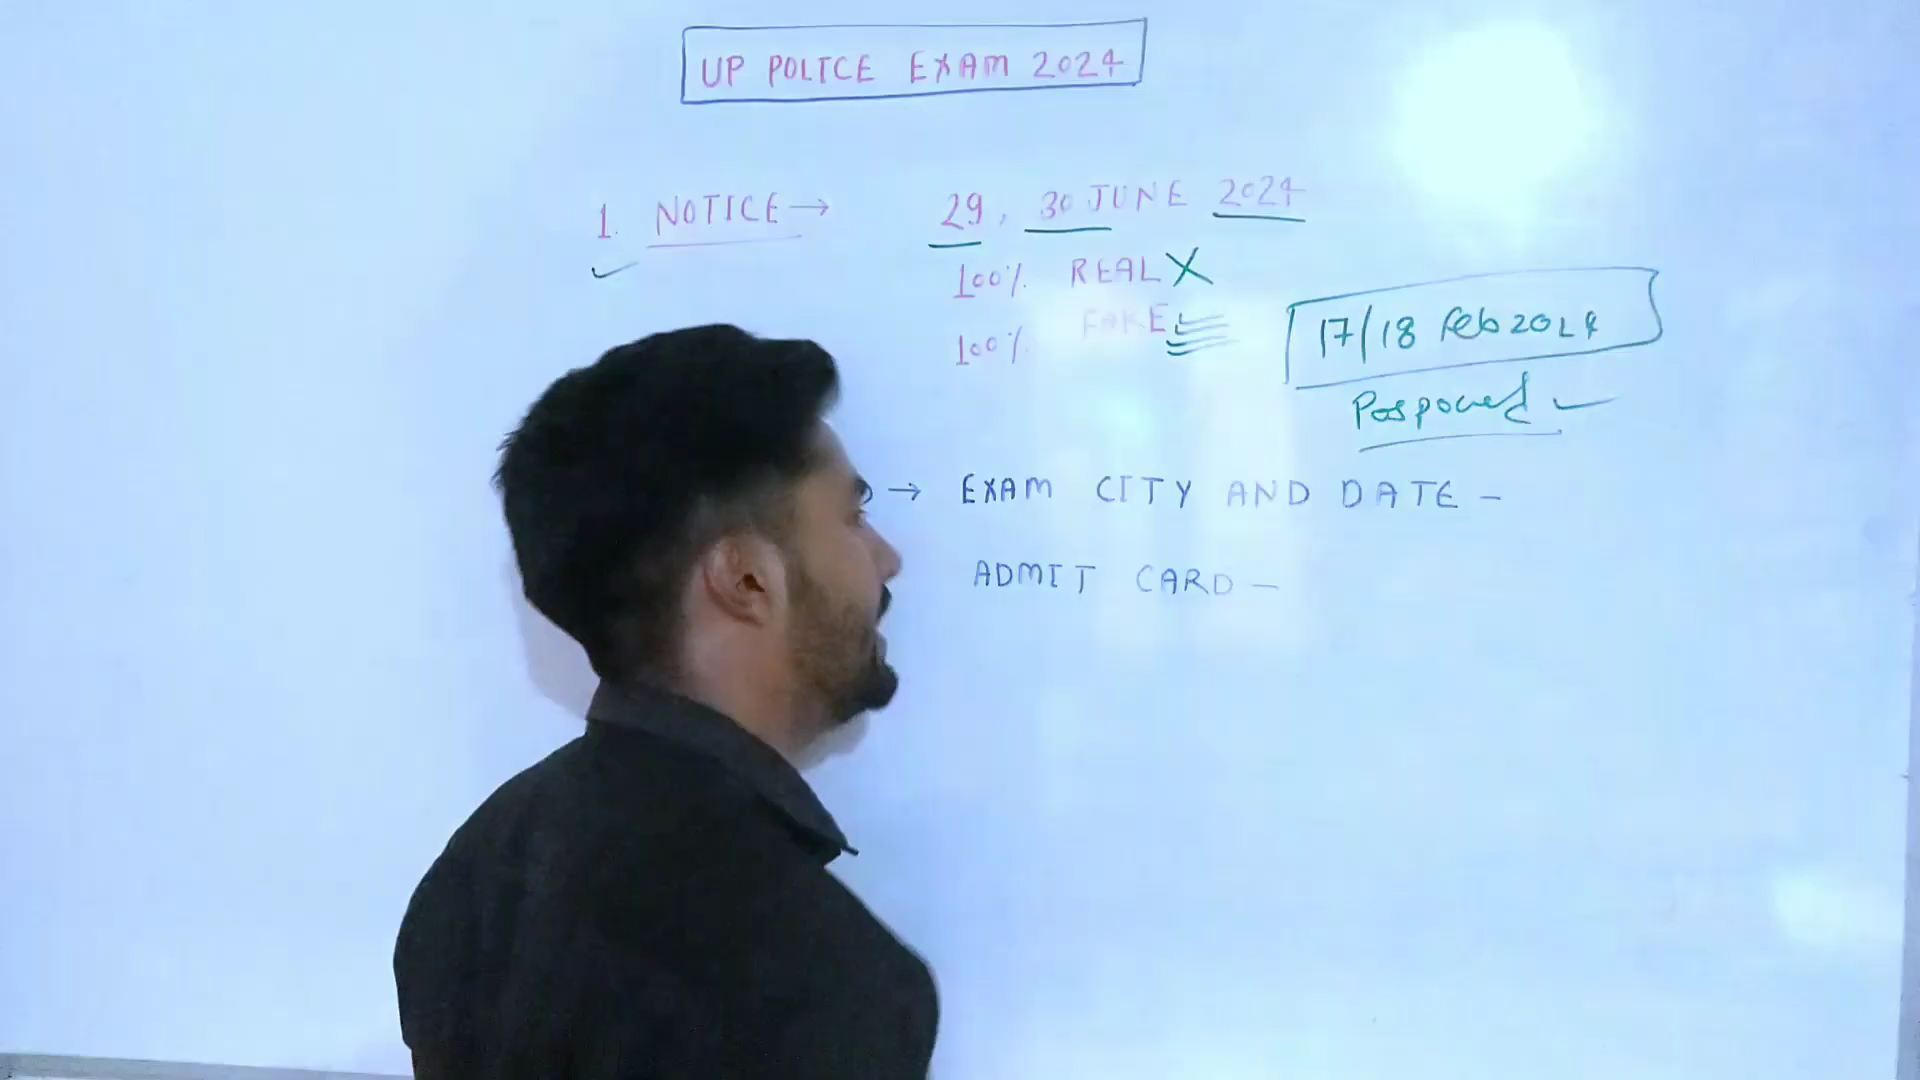 UP POLICE EXAM 2024
1. NOTICE → 29, 30 JUNE 2024
100% REAL X
100% FAKE
17/18 Feb 2024
Posponed
→ EXAM CITY AND DATE -
ADMIT CARD -